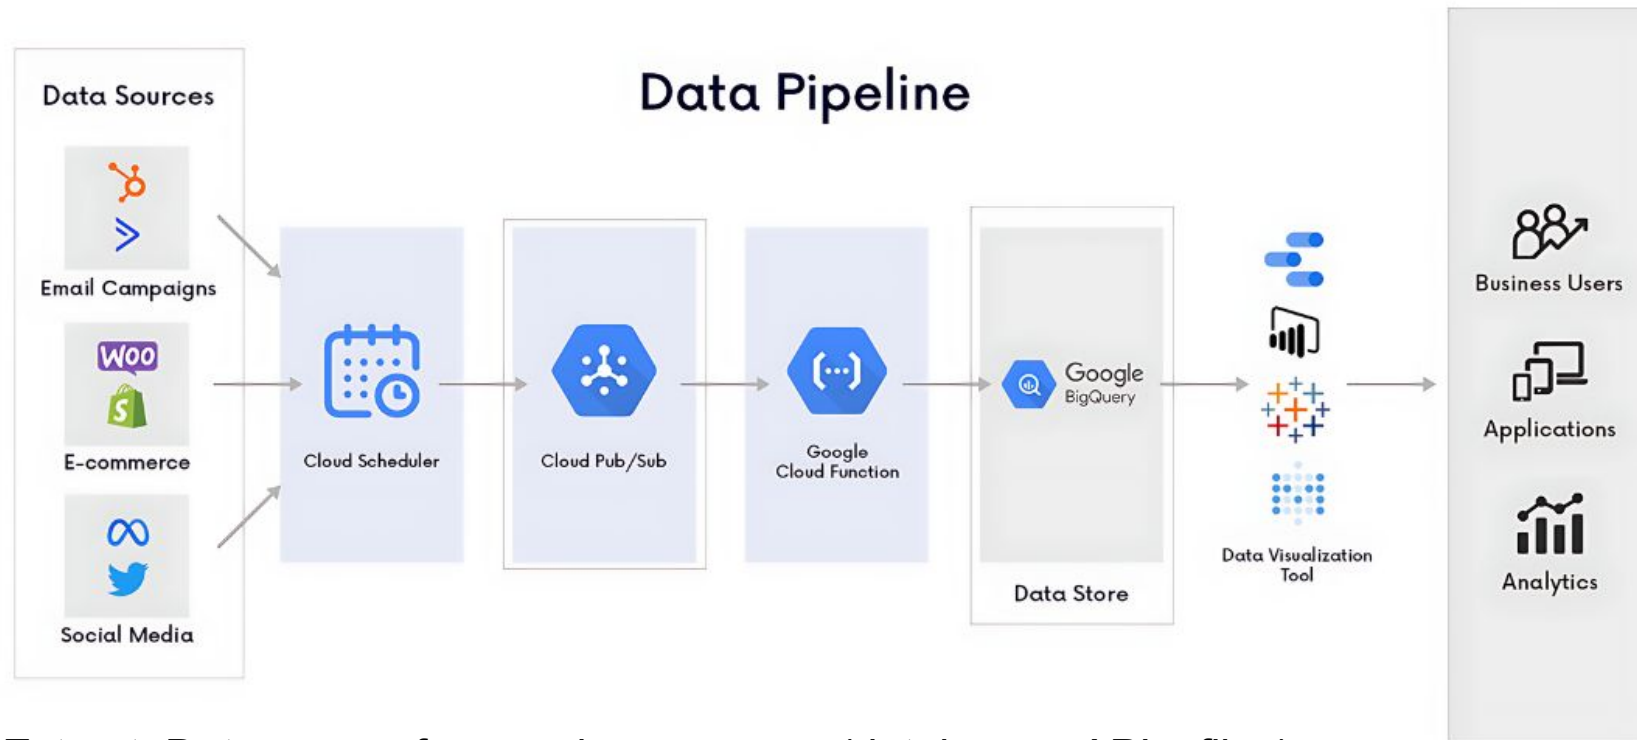 Data Pipeline
Data Sources
Email Campaigns
WOO
E-commerce
S
Social Media
Cloud Scheduler
Cloud Pub/Sub
Google
Cloud Function
Google
BigQuery
Data Store
Data Visualization
Tool
Business Users
Applications
Analytics